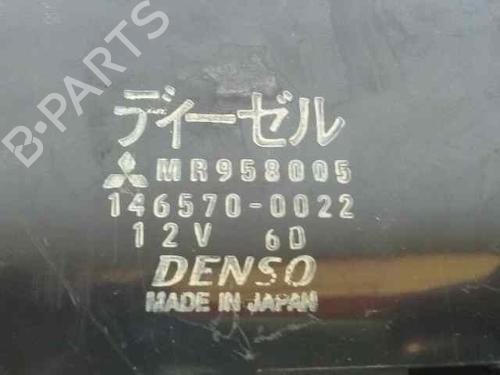 B-PARTS
ディーゼル
MR958005
146570-0022
12V 6D
DENSO
MADE IN JAPAN